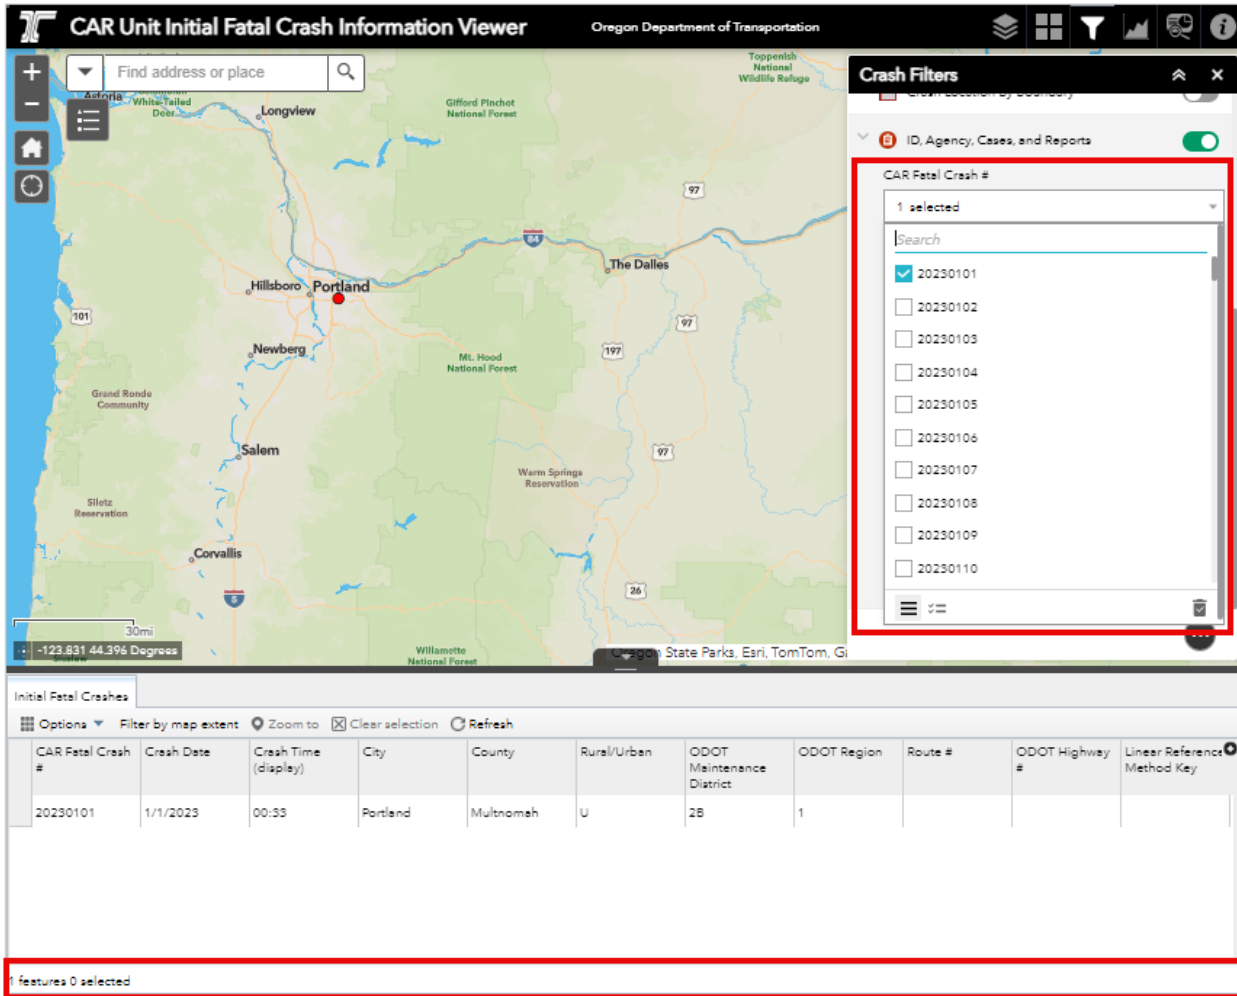 CAR Unit Initial Fatal Crash Information Viewer
Oregon Department of Transportation
Find address or place
Crash Filters
Crash Location by Boundary
ID, Agency, Cases, and Reports
CAR Fatal Crash #
1 selected
Search
20230101
20230102
20230103
20230104
20230105
20230106
20230107
20230108
20230109
20230110
Toppenish
National
Wildlife Refuge
Astoria
White-Tailed
Deer
Longview
Gifford Pinchot
National Forest
97
84
The Dalles
Hillsboro
Portland
101
97
Newberg
197
Mt. Hood
National Forest
Grand Ronde
Community
Salem
97
Warm Springs
Reservation
Siletz
Reservation
Corvallis
5
26
30mi
-123.831 44.396 Degrees
Willamette
National Forest
Oregon State Parks, Esri, TomTom, Ga
Initial Fatal Crashes
Options Filter by map extent Zoom to Clear selection Refresh
CAR Fatal Crash #
Crash Date
Crash Time (display)
City
County
Rural/Urban
ODOT Maintenance District
ODOT Region
Route #
ODOT Highway #
Linear Reference Method Key
20230101 1/1/2023 00:33 Portland Multnomah U 2B 1
1 features 0 selected